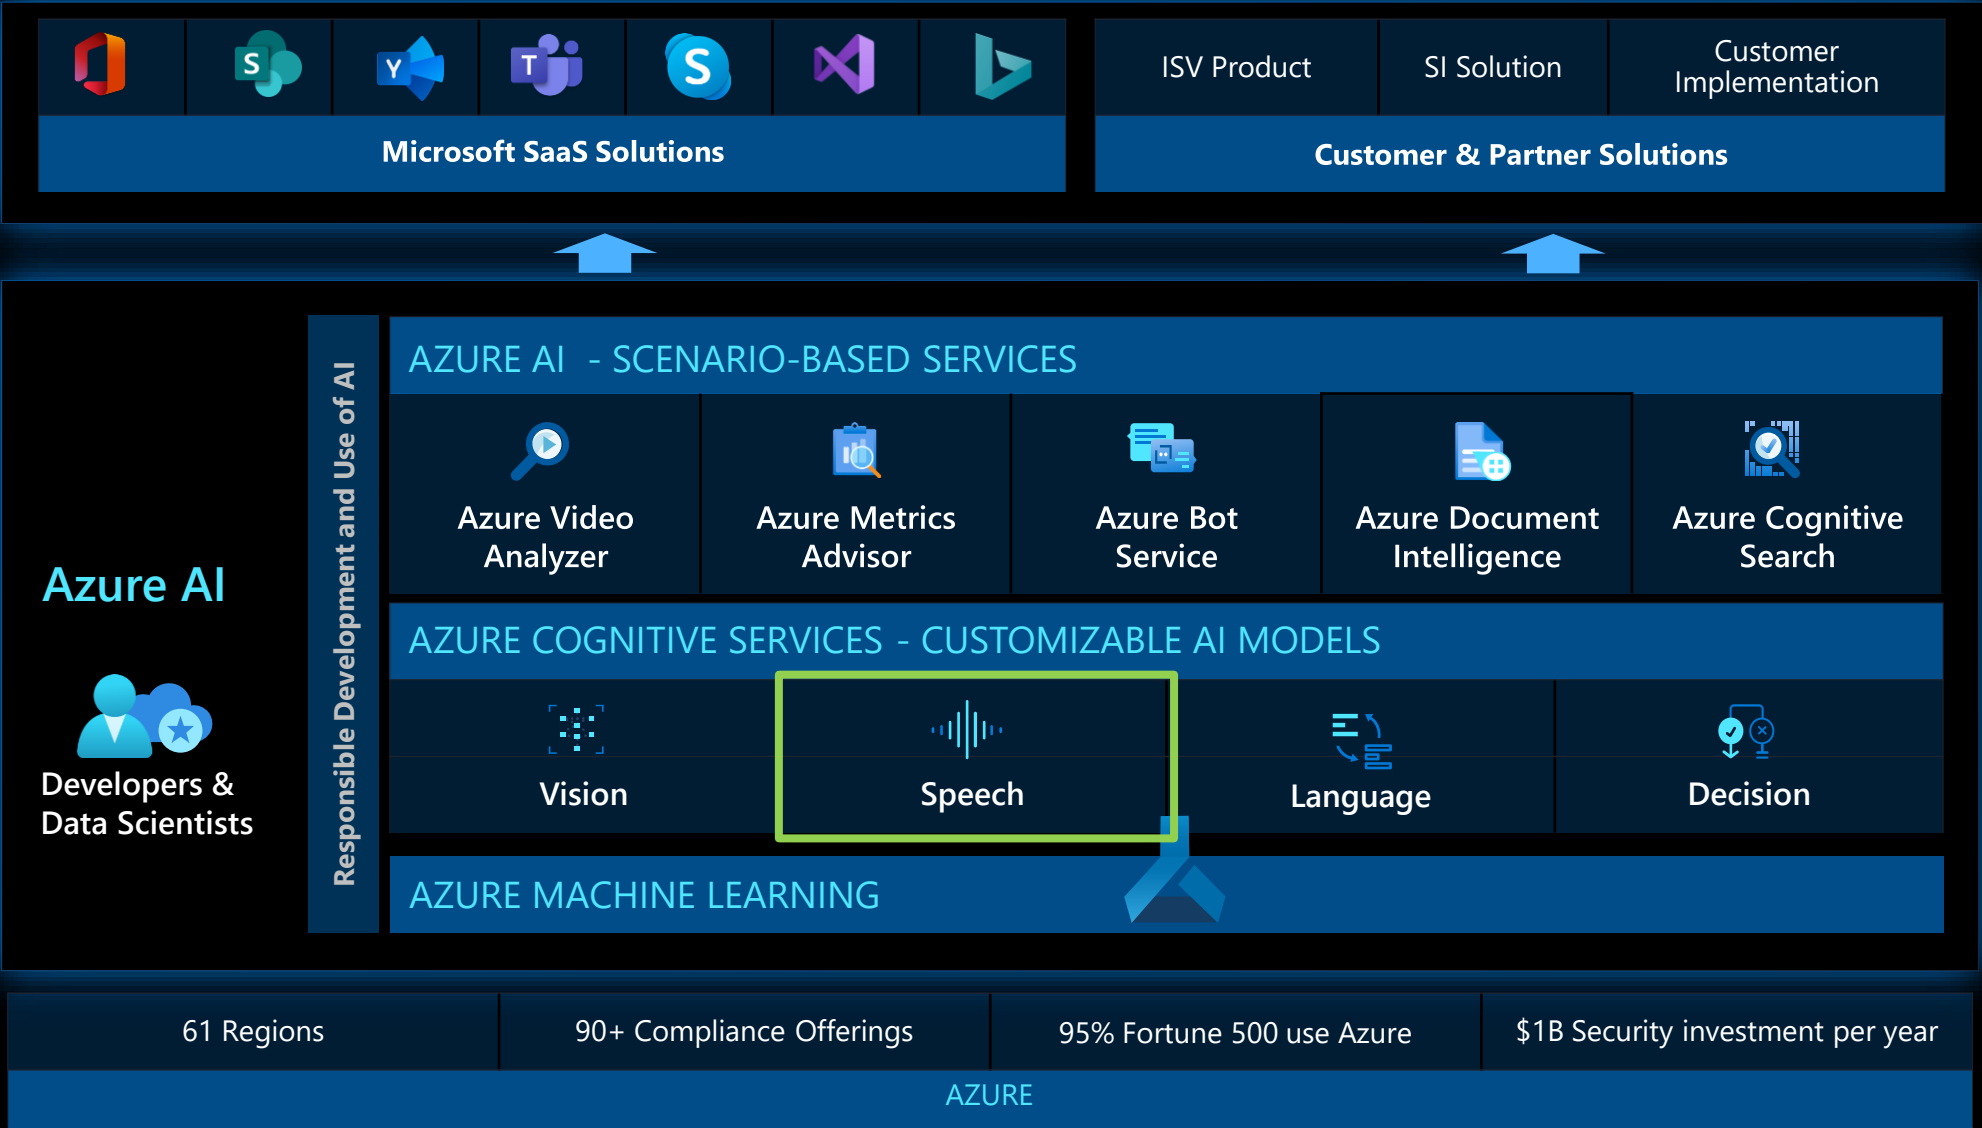 S
Y
T
S
ISV Product
SI Solution
Customer
Implementation
Microsoft SaaS Solutions
Customer & Partner Solutions
Azure AI
Developers &
Data Scientists
Responsible Development and Use of AI
AZURE AI - SCENARIO-BASED SERVICES
Azure Video
Analyzer
Azure Metrics
Advisor
Azure Bot
Service
Azure Document
Intelligence
Azure Cognitive
Search
AZURE COGNITIVE SERVICES - CUSTOMIZABLE AI MODELS
Vision
Speech
Language
Decision
AZURE MACHINE LEARNING
61 Regions
90+ Compliance Offerings
95% Fortune 500 use Azure
$1B Security investment per year
AZURE